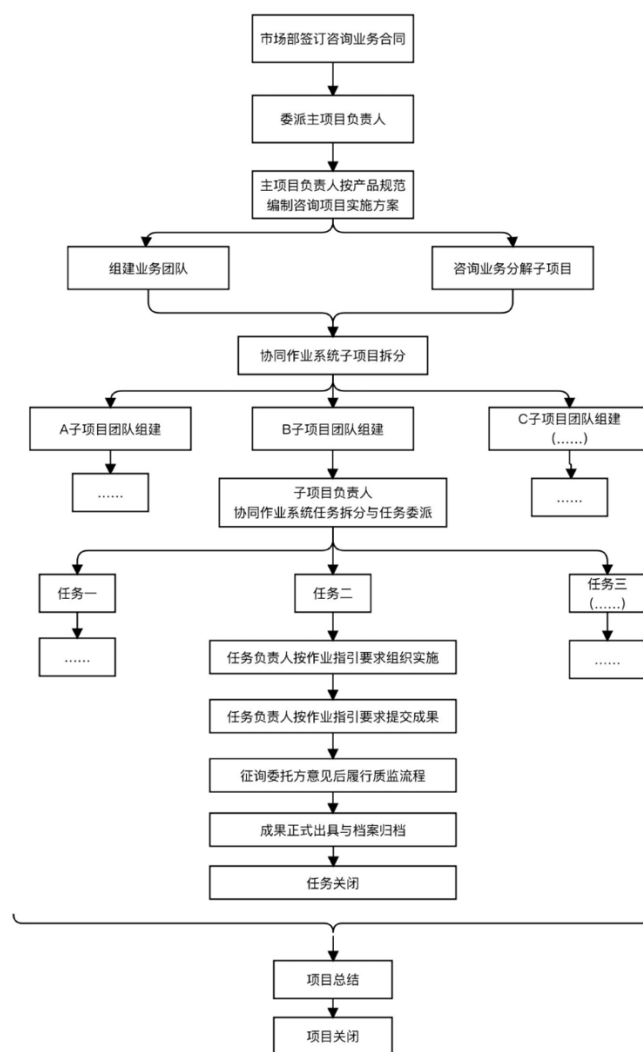 市场部签订咨询业务合同
委派主项目负责人
主项目负责人按产品规范
编制咨询项目实施方案
组建业务团队
咨询业务分解子项目
协同作业系统子项目拆分
A子项目团队组建
B子项目团队组建
C子项目团队组建
(……)
……
子项目负责人
协同作业系统任务拆分与任务委派
……
任务一
任务二
任务三
(……)
……
任务负责人按作业指引要求组织实施
……
任务负责人按作业指引要求提交成果
征询委托方意见后履行质监流程
成果正式出具与档案归档
任务关闭
项目总结
项目关闭